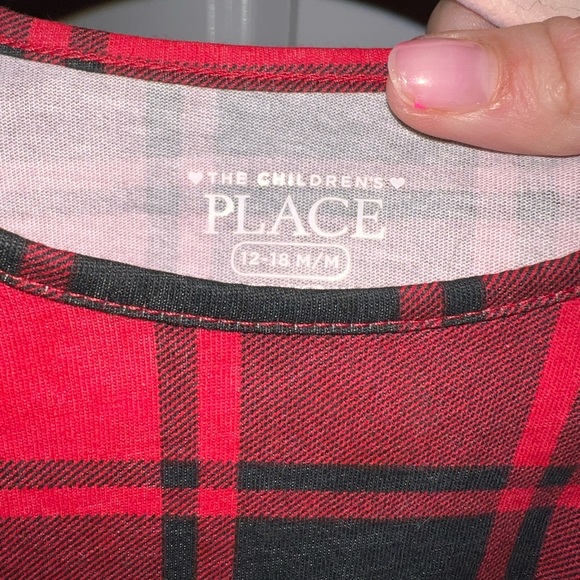 ♥THE CHILDREN'S♥
PLACE
12-18 M/M